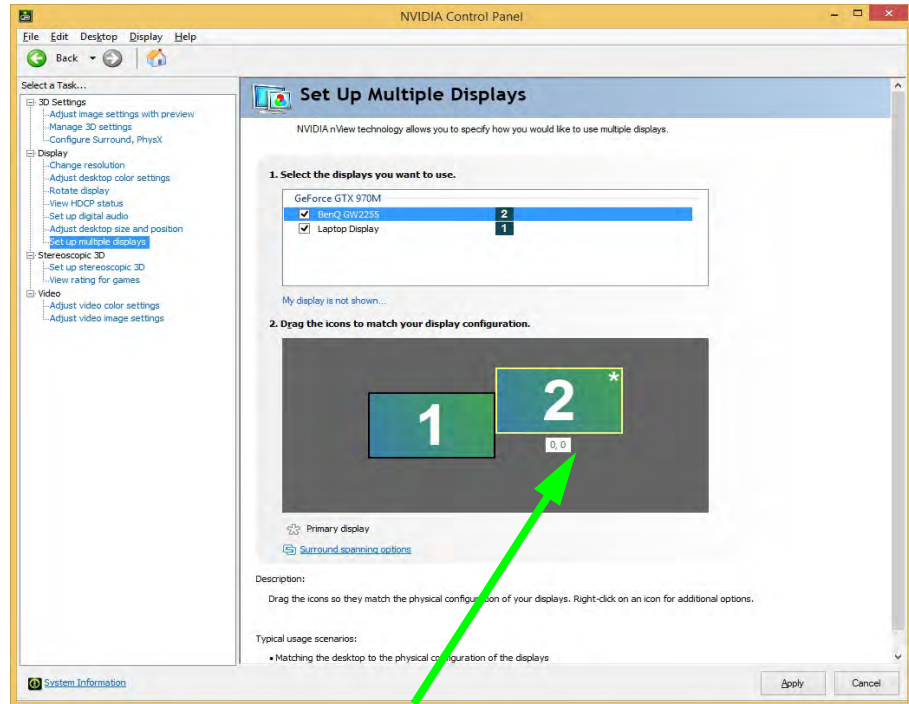 NVIDIA Control Panel
File Edit Desktop Display Help
Back
Select a Task...
3D Settings
Adjust image settings with preview
Manage 3D settings
Configure Surround, PhysX
Display
Change resolution
Adjust desktop color settings
Rotate display
View HDCP status
Set up digital audio
Adjust desktop size and position
Set up multiple displays
Stereoscopic 3D
Set up stereoscopic 3D
View rating for games
Video
Adjust video color settings
Adjust video image settings
Set Up Multiple Displays
NVIDIA nView technology allows you to specify how you would like to use multiple displays.
1. Select the displays you want to use.
GeForce GTX 970M
BenQ GW2255 2
Laptop Display 1
My display is not shown...
2. Drag the icons to match your display configuration.
1
2 *
0, 0
Primary display
Surround spanning options
Description:
Drag the icons so they match the physical configuration of your displays. Right-click on an icon for additional options.
Typical usage scenarios:
• Matching the desktop to the physical configuration of the displays
System Information
Apply Cancel